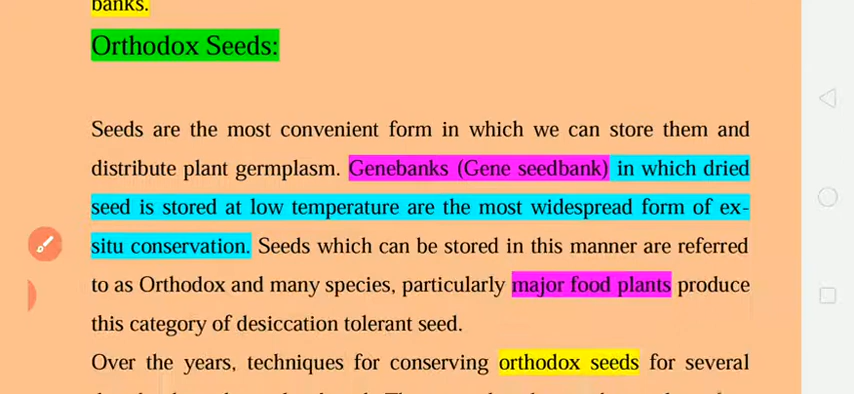 banks.
Orthodox Seeds:
Seeds are the most convenient form in which we can store them and
distribute plant germplasm. Genebanks (Gene seedbank) in which dried
seed is stored at low temperature are the most widespread form of ex-
situ conservation. Seeds which can be stored in this manner are referred
to as Orthodox and many species, particularly major food plants produce
this category of desiccation tolerant seed.
Over the years, techniques for conserving orthodox seeds for several